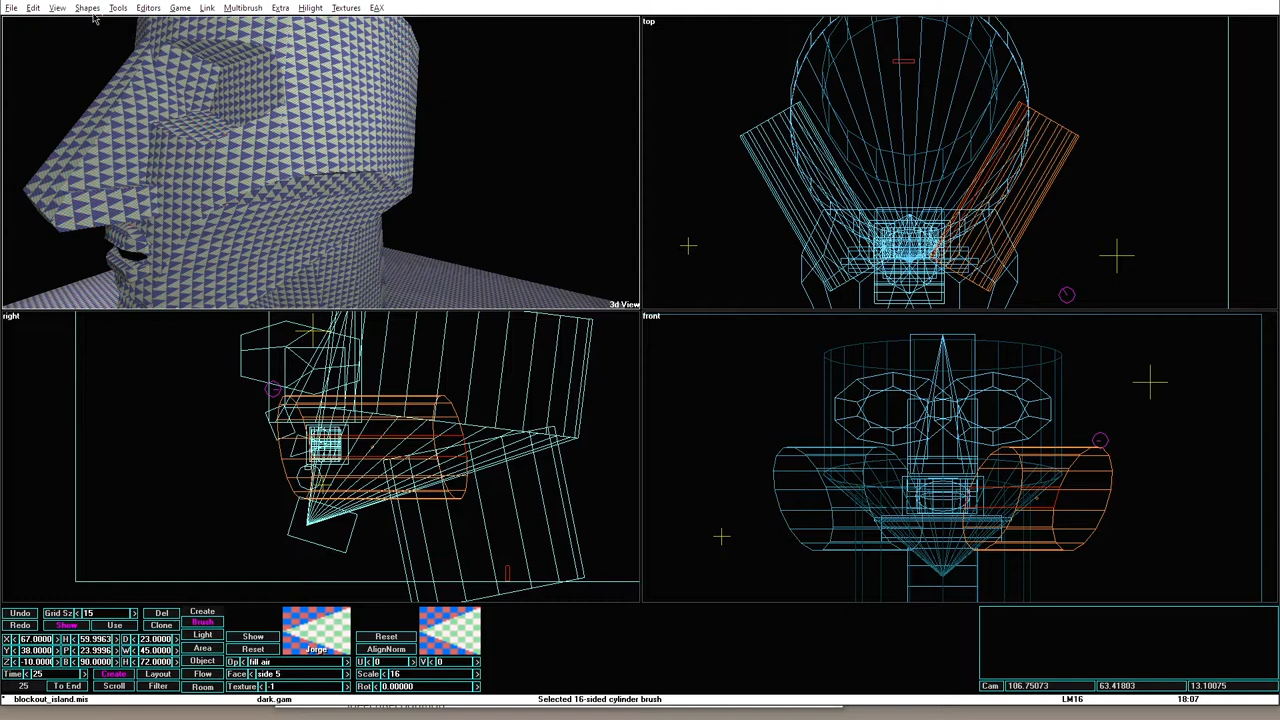 File Edit View Shapes Tools Editors Game Link Multibrush Extra Hilight Textures EAX
top
3d View
right
front
Undo Grid Sz < 15 > Del
Redo Show Use Clone
X < 67.0000 > H < 59.9963 > D < 23.0000 >
Y < 38.0000 > P < 23.9996 > W < 45.0000 >
Z < -10.0000 > B < 90.0000 > H < 72.0000 >
Time < 25 > Create Layout
25 To End Scroll Filter
Create
Brush
Light
Area
Object
Flow
Room
Show
Reset
Jorge
Op < fill air >
Face < side 5 >
Texture < -1 >
Reset
AlignNorm
U < 0 > V < 0 >
Scale < 16 >
Rot < 0.00000 >
Cam 106.75073 63.41803 13.10075
* blockout_island.mis dark.gam Selected 16-sided cylinder brush LM16 18:07